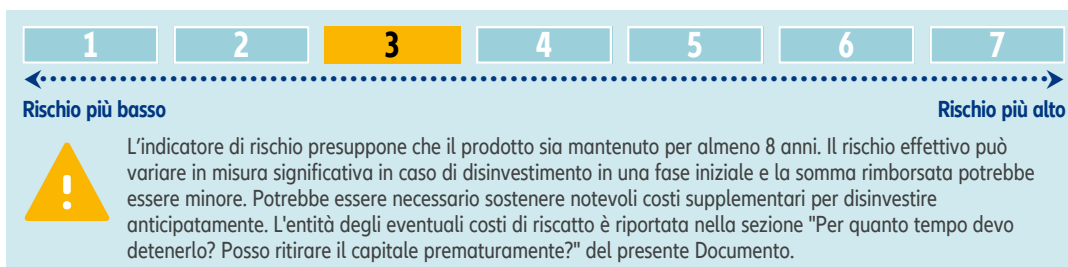 1 2 3 4 5 6 7
Rischio più basso Rischio più alto
L'indicatore di rischio presuppone che il prodotto sia mantenuto per almeno 8 anni. Il rischio effettivo può
variare in misura significativa in caso di disinvestimento in una fase iniziale e la somma rimborsata potrebbe
essere minore. Potrebbe essere necessario sostenere notevoli costi supplementari per disinvestire
anticipatamente. L'entità degli eventuali costi di riscatto è riportata nella sezione "Per quanto tempo devo
detenerlo? Posso ritirare il capitale prematuramente?" del presente Documento.